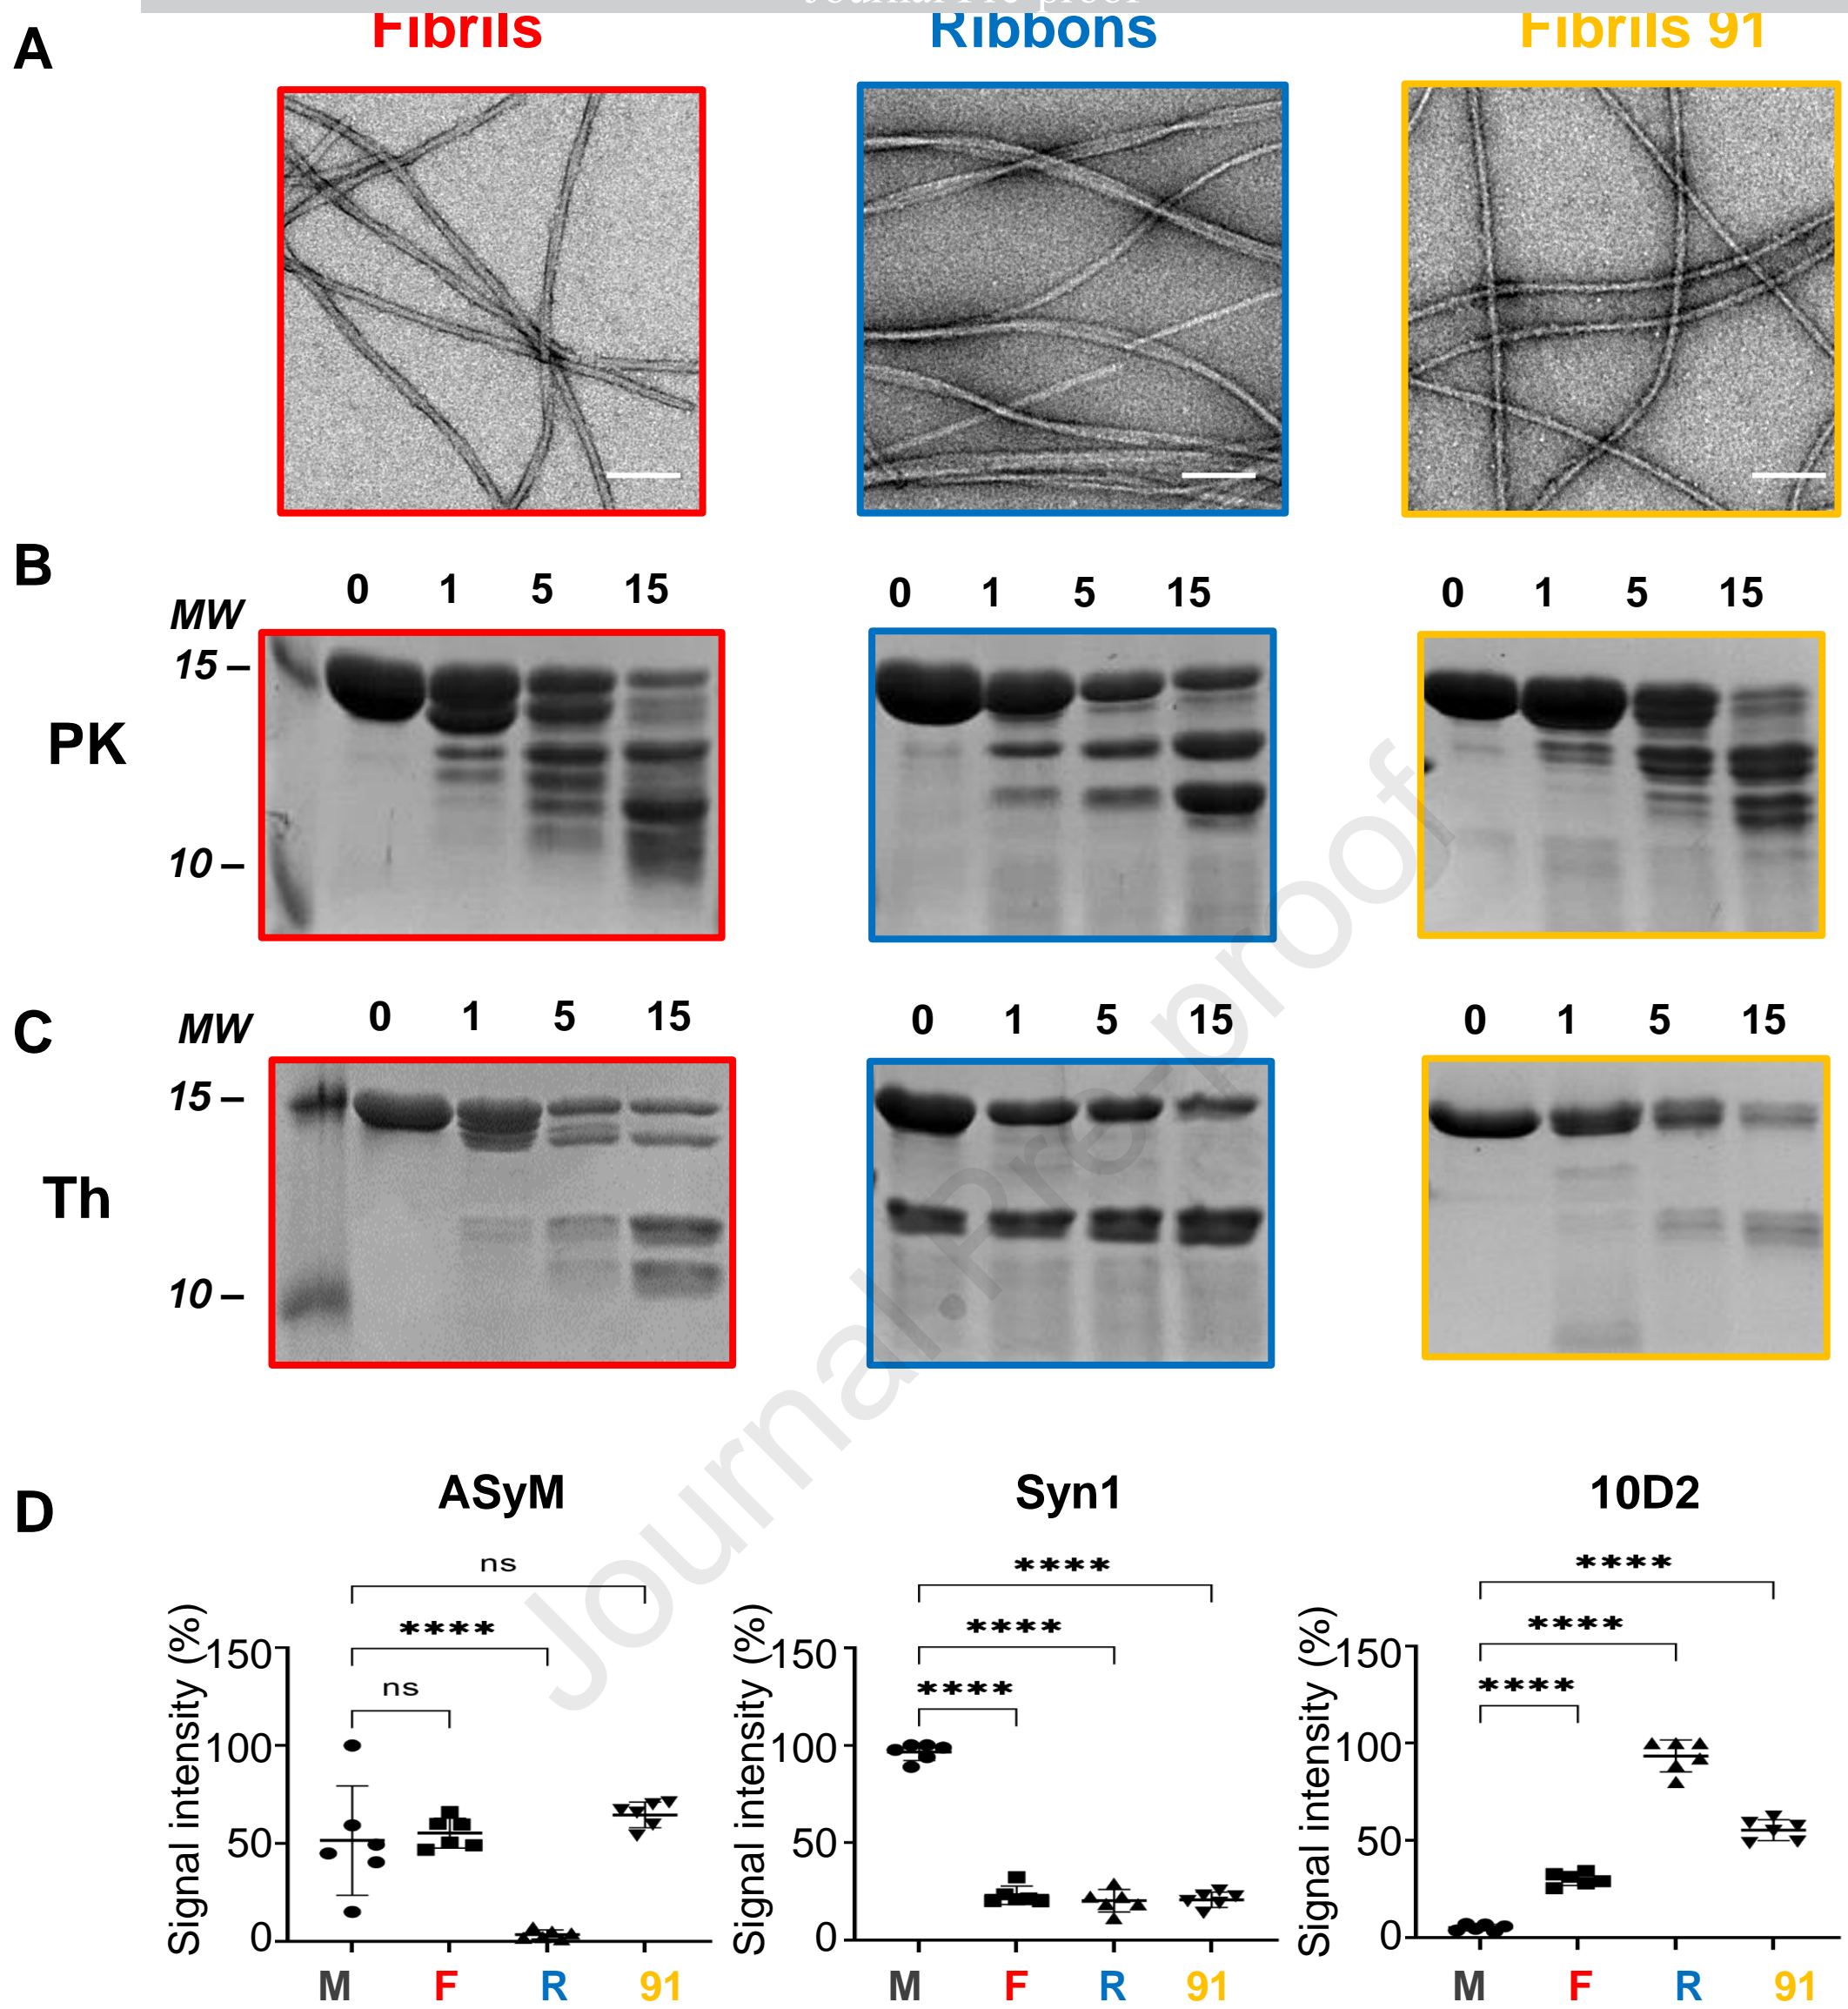 Journal Pre-proof
A
Fibrils
Ribbons
Fibrils 91
B
MW
0 1 5 15
0 1 5 15
0 1 5 15
15 –
PK
10 –
C
MW
0 1 5 15
0 1 5 15
0 1 5 15
15 –
Th
10 –
Journal Pre-proof
D
ASyM
Syn1
10D2
ns
****
ns
****
****
****
****
****
****
Signal intensity (%)
150
100
50
0
M F R 91
Signal intensity (%)
150
100
50
0
M F R 91
Signal intensity (%)
150
100
50
0
M F R 91